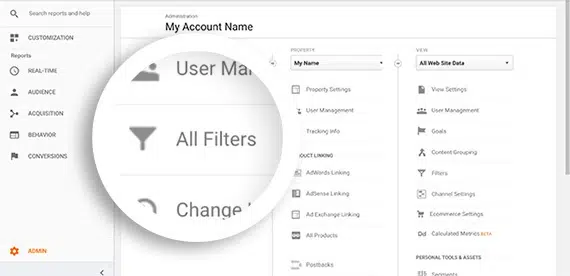 Search reports and help
Administration
My Account Name
CUSTOMIZATION
Reports
REAL-TIME
AUDIENCE
ACQUISITION
BEHAVIOR
CONVERSIONS
ADMIN
User Ma
All Filters
Change
PROPERTY
My Name
Property Settings
User Management
Tracking Info
DUCT LINKING
AdWords Linking
AdSense Linking
Ad Exchange Linking
All Products
Postbacks
VIEW
All Web Site Data
View Settings
User Management
Goals
Content Grouping
Filters
Channel Settings
Ecommerce Settings
Dd Calculated Metrics BETA
PERSONAL TOOLS & ASSETS
Segments